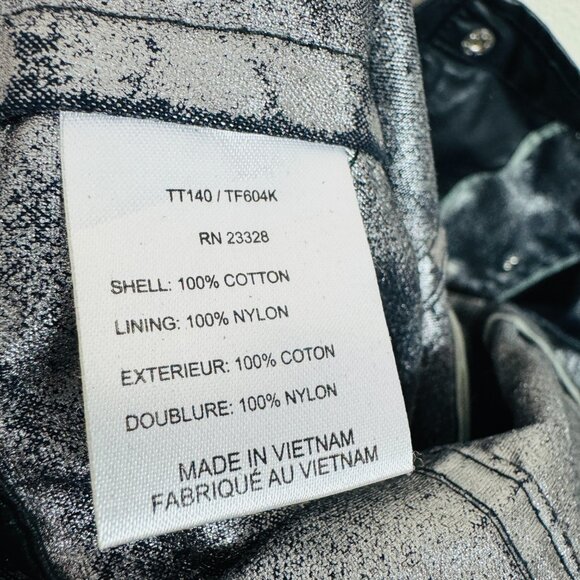 TT140 / TF604K
RN 23328
SHELL: 100% COTTON
LINING: 100% NYLON
EXTERIEUR: 100% COTON
DOUBLURE: 100% NYLON
MADE IN VIETNAM
FABRIQUÉ AU VIETNAM